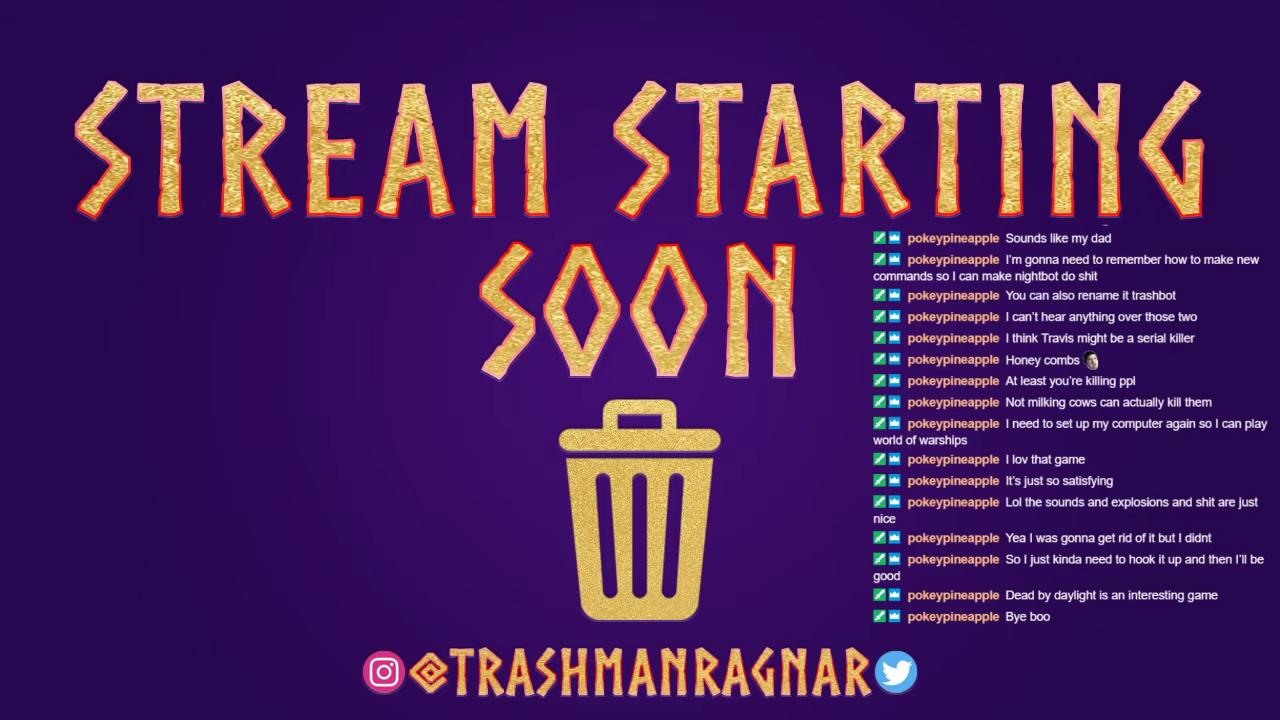 STREAM STARTING
SOON
pokeypineapple Sounds like my dad
pokeypineapple I'm gonna need to remember how to make new
commands so I can make nightbot do shit
pokeypineapple You can also rename it trashbot
pokeypineapple I can't hear anything over those two
pokeypineapple I think Travis might be a serial killer
pokeypineapple Honey combs
pokeypineapple At least you're killing ppl
pokeypineapple Not milking cows can actually kill them
pokeypineapple I need to set up my computer again so I can play
world of warships
pokeypineapple I lov that game
pokeypineapple It's just so satisfying
pokeypineapple Lol the sounds and explosions and shit are just
nice
pokeypineapple Yea I was gonna get rid of it but I didnt
pokeypineapple So I just kinda need to hook it up and then I'll be
good
pokeypineapple Dead by daylight is an interesting game
pokeypineapple Bye boo
@TRASHMANRAGNAR